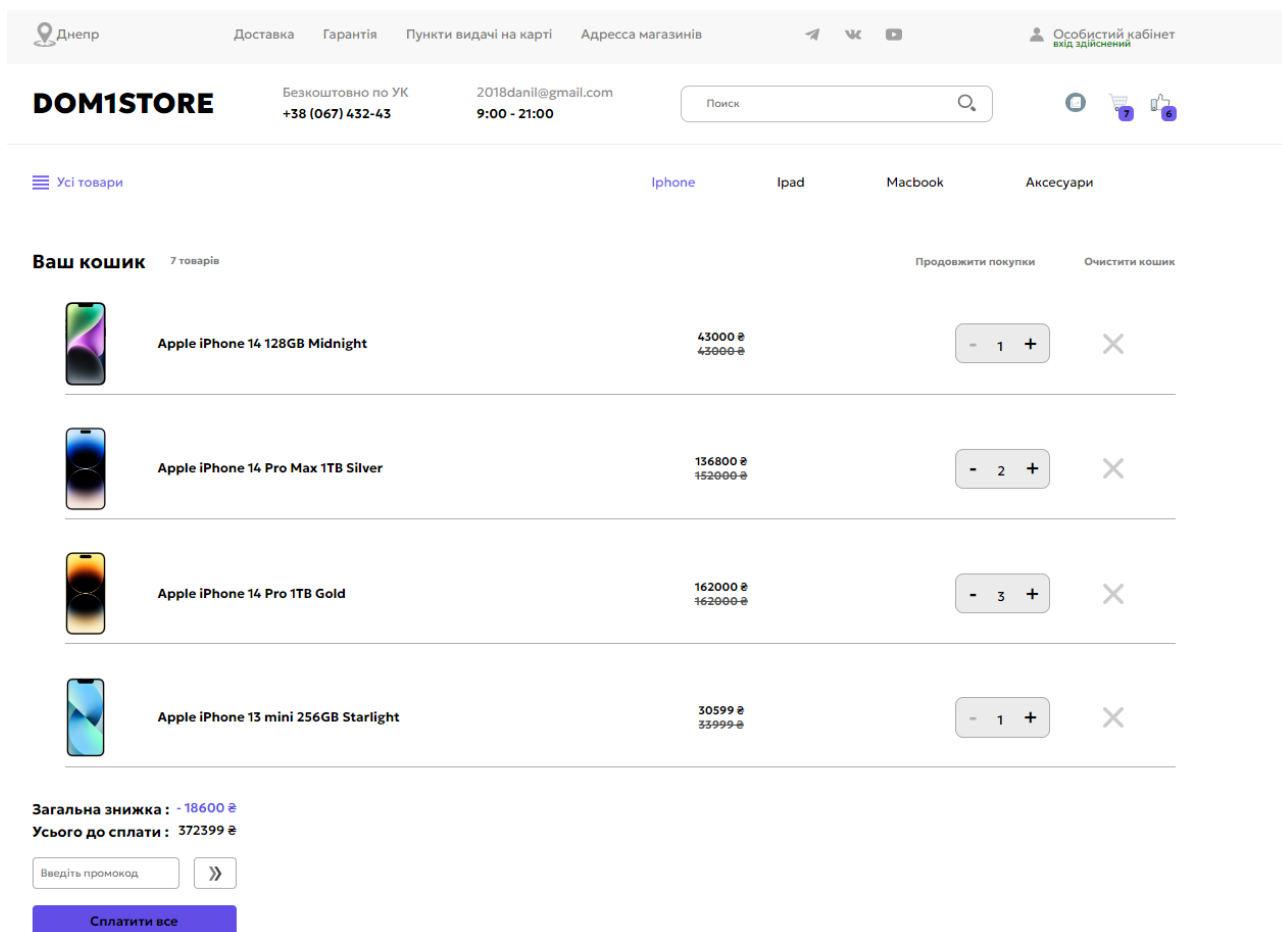 Днепр Доставка Гарантія Пункти видачі на карті Адресса магазинів Особистий кабінет
вхід здійснений
DOM1STORE
Безкоштовно по УК
+38 (067) 432-43
2018danil@gmail.com
9:00 - 21:00
Поиск
7
6
Усі товари Iphone Ipad Macbook Аксесуари
Ваш кошик 7 товарів Продовжити покупки Очистити кошик
Apple iPhone 14 128GB Midnight
43000 ₴
43000 ₴
- 1 +
Apple iPhone 14 Pro Max 1TB Silver
136800 ₴
152000 ₴
- 2 +
Apple iPhone 14 Pro 1TB Gold
162000 ₴
162000 ₴
- 3 +
Apple iPhone 13 mini 256GB Starlight
30599 ₴
33999 ₴
- 1 +
Загальна знижка : - 18600 ₴
Усього до сплати : 372399 ₴
Введіть промокод
Сплатити все